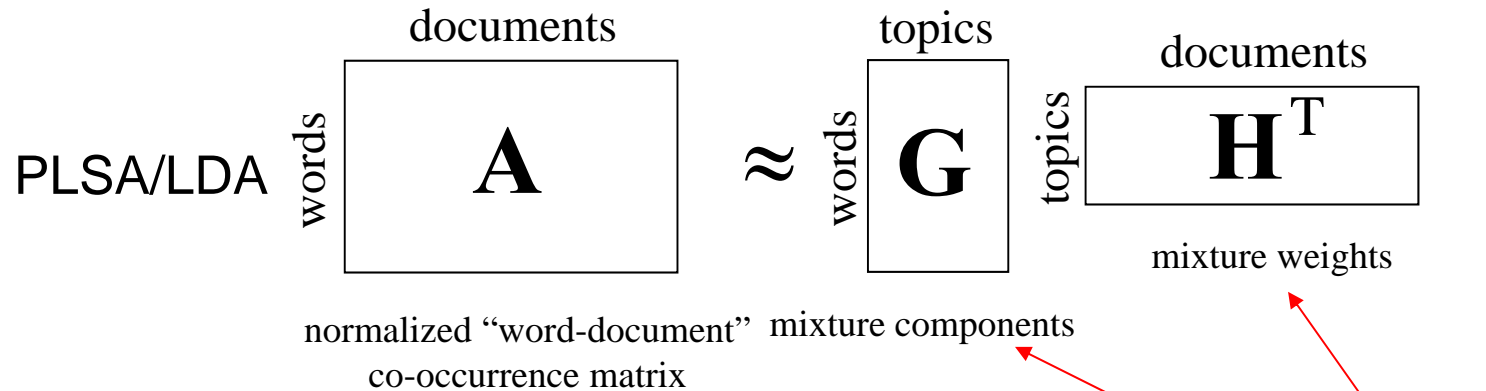 documents
topics
documents
PLSA/LDA
words
A
≈
words
G
topics
H^T
mixture weights
normalized “word-document”
co-occurrence matrix
mixture components